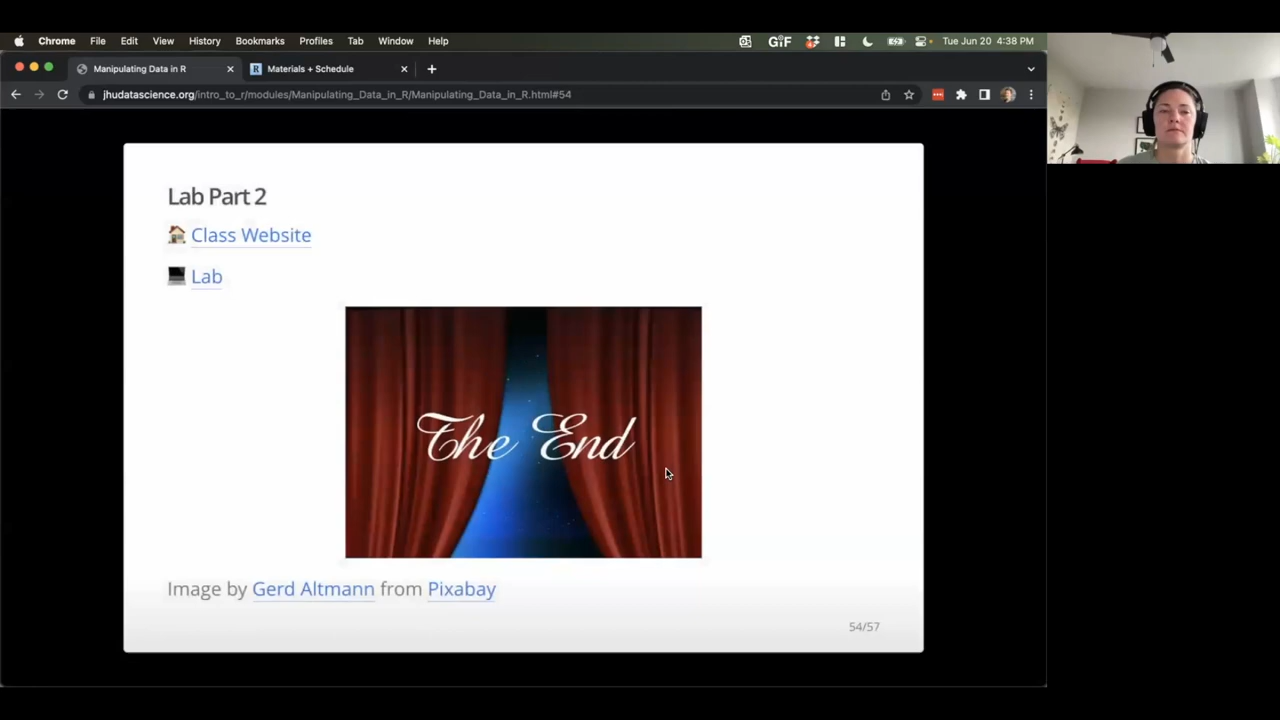 Chrome File Edit View History Bookmarks Profiles Tab Window Help GIF Tue Jun 20 4:38 PM
Manipulating Data in R Materials + Schedule
jhudatascience.org/intro_to_r/modules/Manipulating_Data_in_R/Manipulating_Data_in_R.html#54
Lab Part 2
Class Website
Lab
The End
Image by Gerd Altmann from Pixabay
54/57